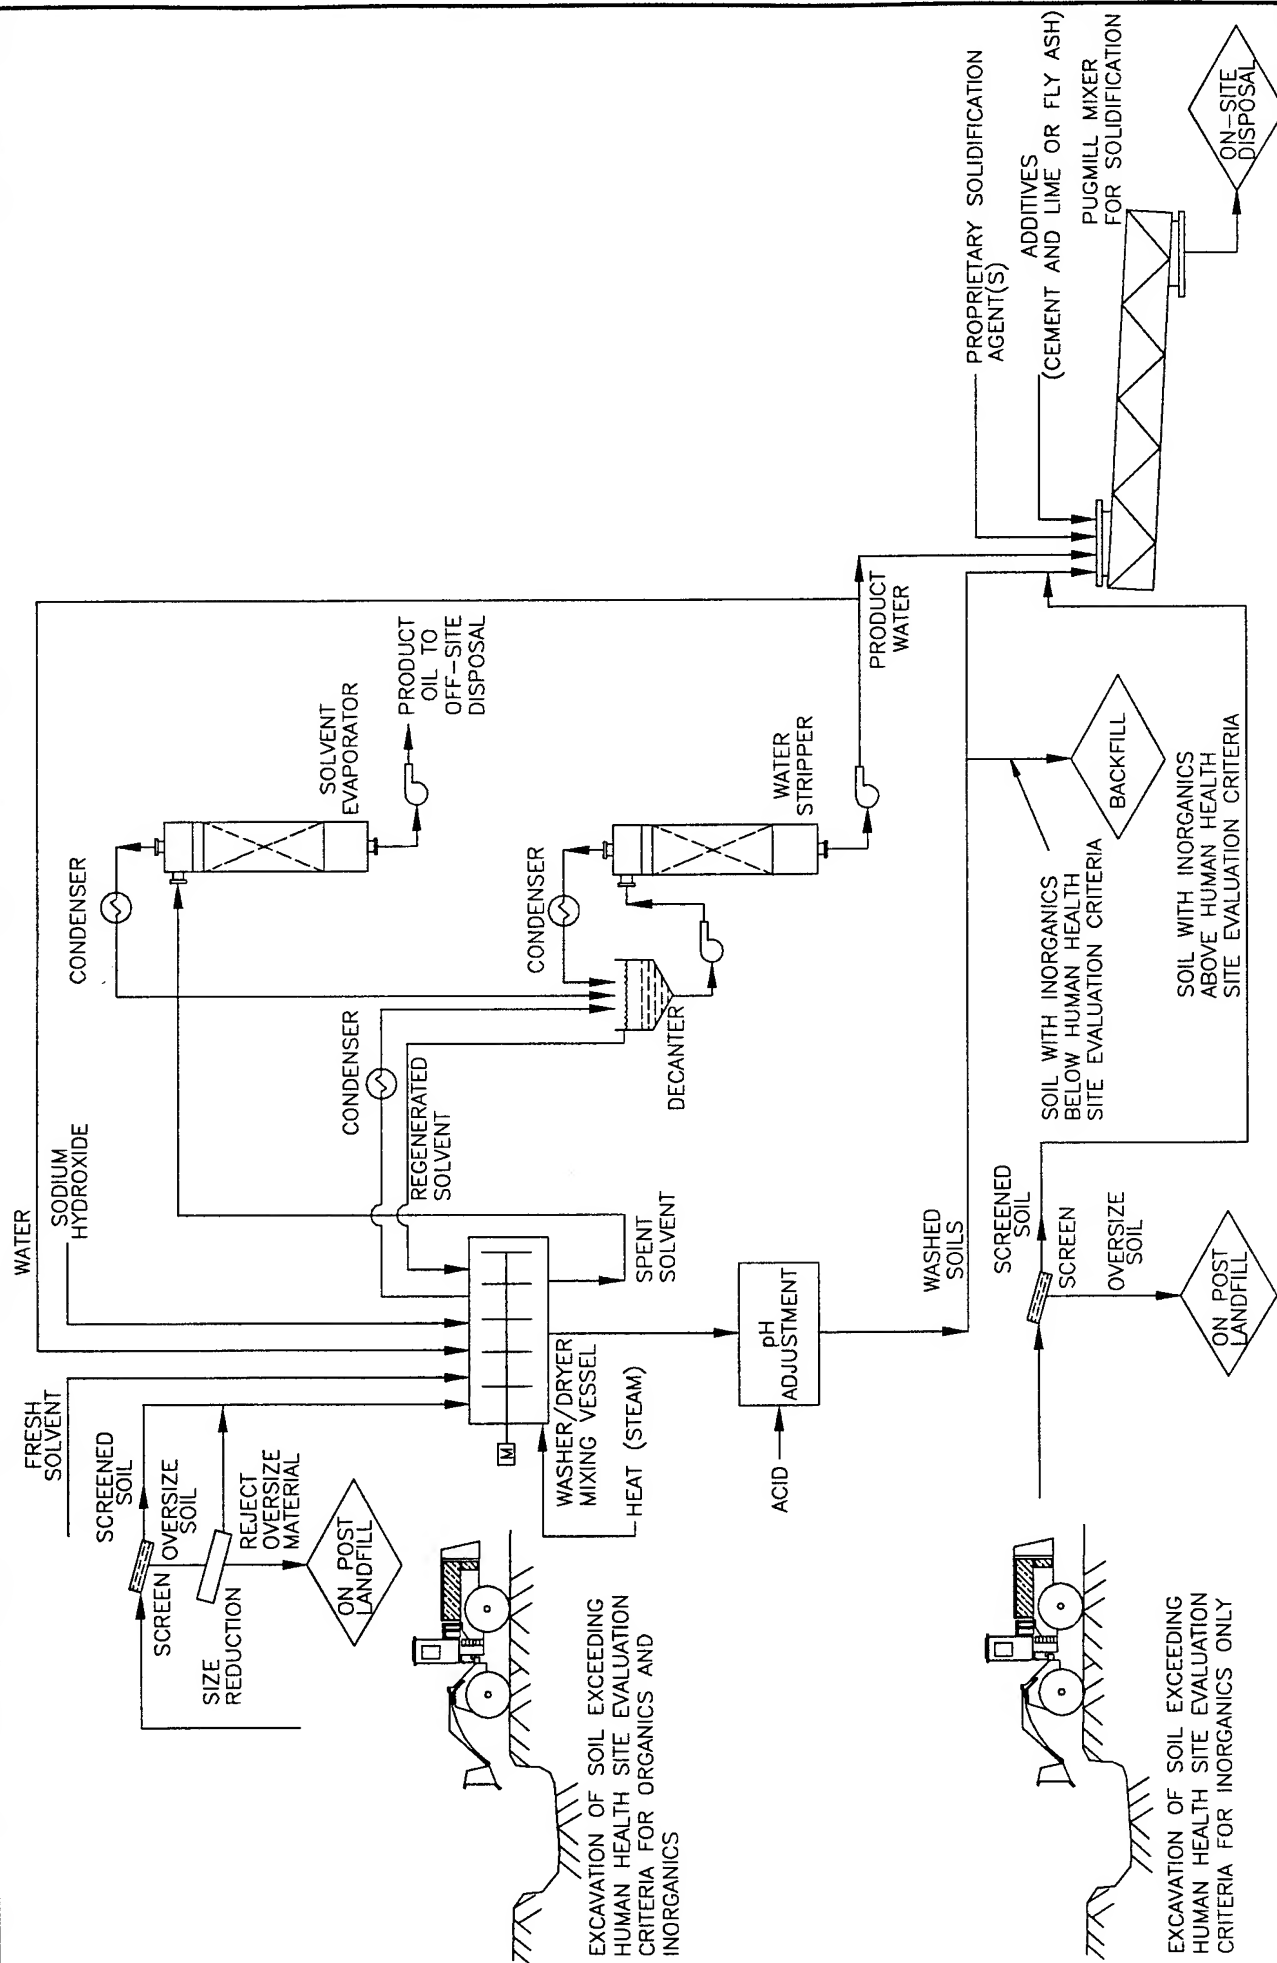 WATER
SODIUM
HYDROXIDE
FRESH
SOLVENT
SCREENED
SOIL
SCREEN
OVERSIZE
SOIL
SIZE
REDUCTION
REJECT
OVERSIZE
MATERIAL
ON POST
LANDFILL
EXCAVATION OF SOIL EXCEEDING
HUMAN HEALTH SITE EVALUATION
CRITERIA FOR ORGANICS AND
INORGANICS
M
WASHER/DRYER
MIXING VESSEL
HEAT (STEAM)
CONDENSER
SOLVENT
EVAPORATOR
PRODUCT
OIL TO
OFF-SITE
DISPOSAL
CONDENSER
REGENERATED
SOLVENT
SPENT
SOLVENT
CONDENSER
DECANTER
WATER
STRIPPER
PRODUCT
WATER
ACID
pH
ADJUSTMENT
WASHED
SOILS
BACKFILL
SOIL WITH INORGANICS
BELOW HUMAN HEALTH
SITE EVALUATION CRITERIA
PROPRIETARY SOLIDIFICATION
AGENT(S)
ADDITIVES
(CEMENT AND LIME OR FLY ASH)
PUGMILL MIXER
FOR SOLIDIFICATION
ON-SITE
DISPOSAL
EXCAVATION OF SOIL EXCEEDING
HUMAN HEALTH SITE EVALUATION
CRITERIA FOR INORGANICS ONLY
SCREENED
SOIL
SCREEN
OVERSIZE
SOIL
ON POST
LANDFILL
SOIL WITH INORGANICS
ABOVE HUMAN HEALTH
SITE EVALUATION CRITERIA